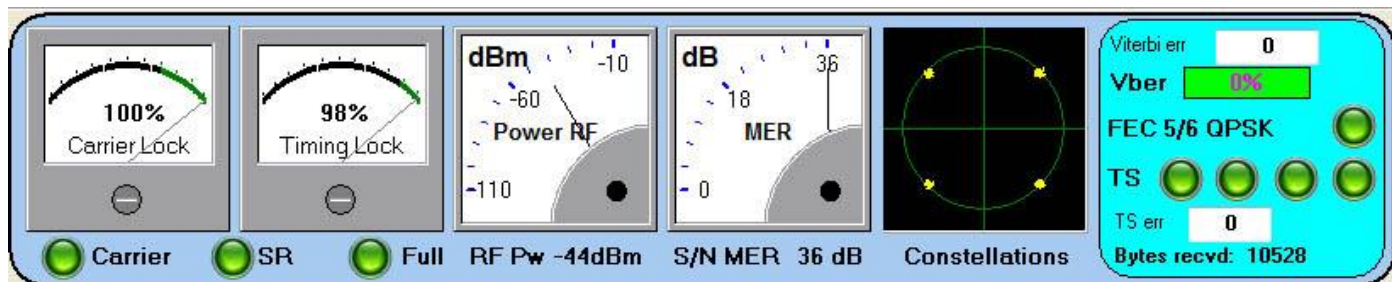 100%
Carrier Lock
98%
Timing Lock
dBm
-10
-60
Power RF
-110
dB
36
18
MER
0
Viterbi err 0
Vber 0%
FEC 5/6 QPSK
TS
TS err 0
Bytes recvd: 10528
Carrier
SR
Full
RF Pw -44dBm
S/N MER 36 dB
Constellations